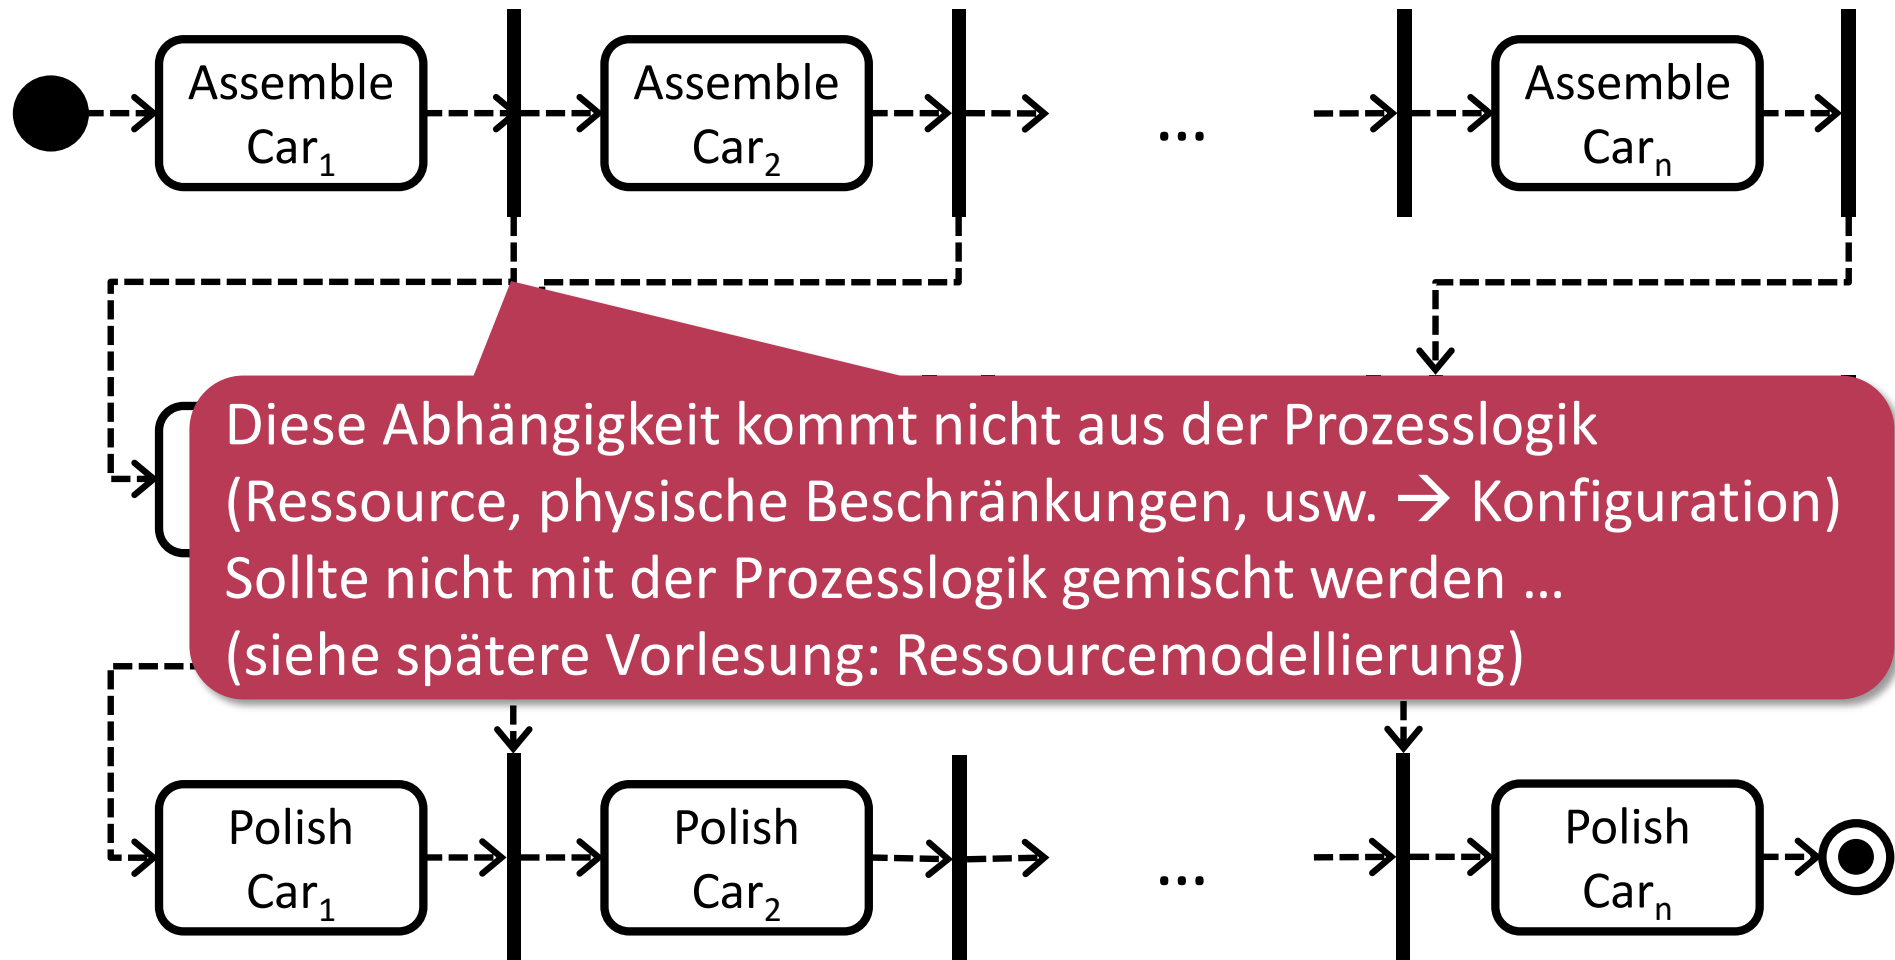 Assemble Car₁
Assemble Car₂
...
Assemble Carₙ
Diese Abhängigkeit kommt nicht aus der Prozesslogik
(Ressource, physische Beschränkungen, usw. → Konfiguration)
Sollte nicht mit der Prozesslogik gemischt werden ...
(siehe spätere Vorlesung: Ressourcemodellierung)
Polish Car₁
Polish Car₂
...
Polish Carₙ